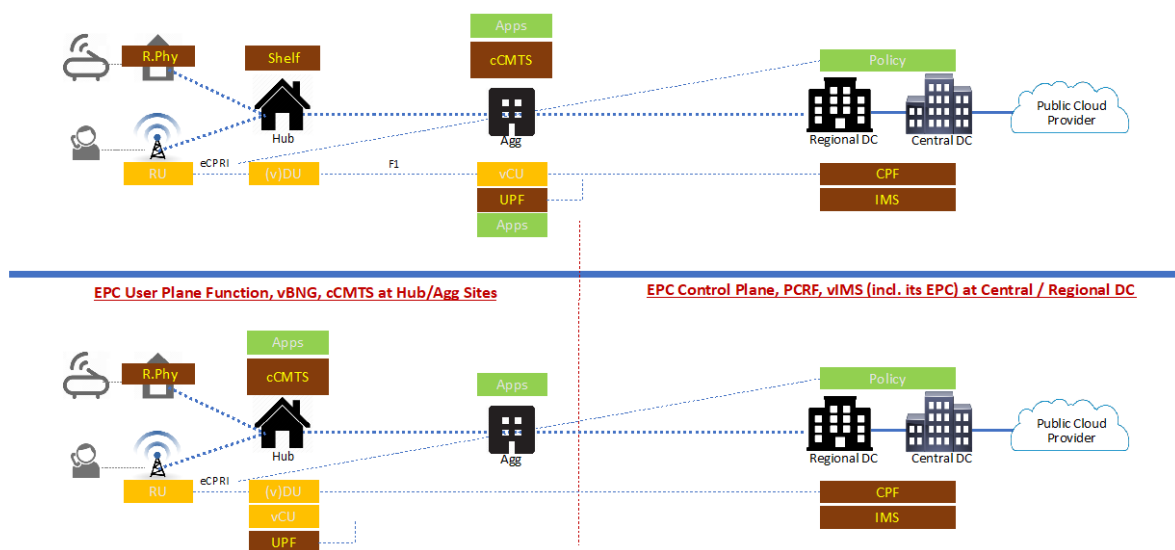 Apps
R.Phy
Shelf
cCMTS
Policy
Public Cloud
Provider
Hub
Agg
Regional DC
Central DC
eCPRI
F1
RU
(v)DU
vCU
CPF
UPF
IMS
Apps
EPC User Plane Function, vBNG, cCMTS at Hub/Agg Sites
EPC Control Plane, PCRF, vIMS (incl. its EPC) at Central / Regional DC
Apps
R.Phy
cCMTS
Apps
Policy
Public Cloud
Provider
Hub
Agg
Regional DC
Central DC
eCPRI
RU
(v)DU
CPF
vCU
IMS
UPF